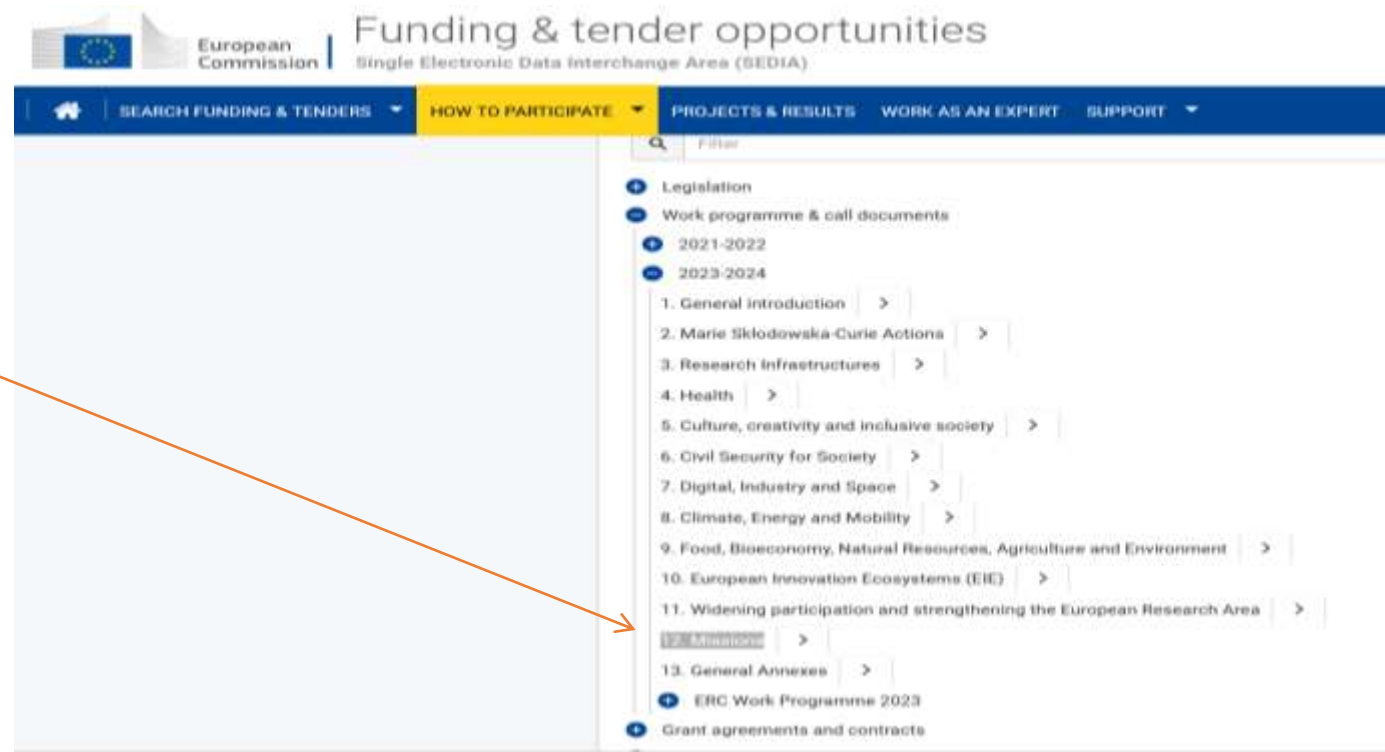 European
Commission
Funding & tender opportunities
Single Electronic Data Interchange Area (SEDIA)
SEARCH FUNDING & TENDERS
HOW TO PARTICIPATE
PROJECTS & RESULTS
WORK AS AN EXPERT
SUPPORT
Filter
Legislation
Work programme & call documents
2021-2022
2023-2024
1. General introduction >
2. Marie Sklodowska-Curie Actions >
3. Research Infrastructures >
4. Health >
5. Culture, creativity and inclusive society >
6. Civil Security for Society >
7. Digital, Industry and Space >
8. Climate, Energy and Mobility >
9. Food, Bioeconomy, Natural Resources, Agriculture and Environment >
10. European Innovation Ecosystems (EIE) >
11. Widening participation and strengthening the European Research Area >
12. Missions >
13. General Annexes >
ERC Work Programme 2023
Grant agreements and contracts